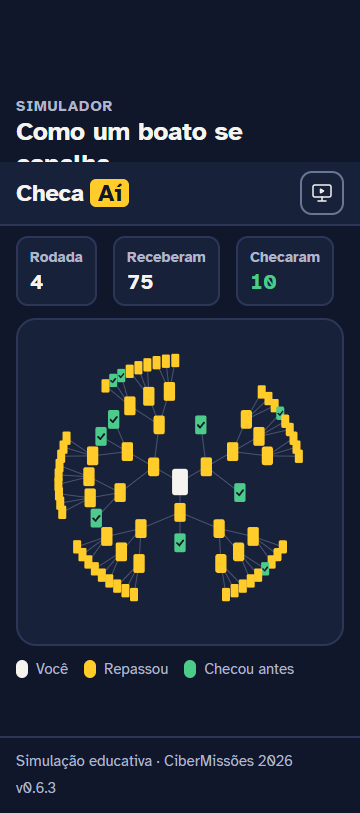 SIMULADOR
Como um boato se
espalha
Checa Aí
Rodada
4
Receberam
75
Checaram
10
Você
Repassou
Checou antes
Simulação educativa · CiberMissões 2026
v0.6.3